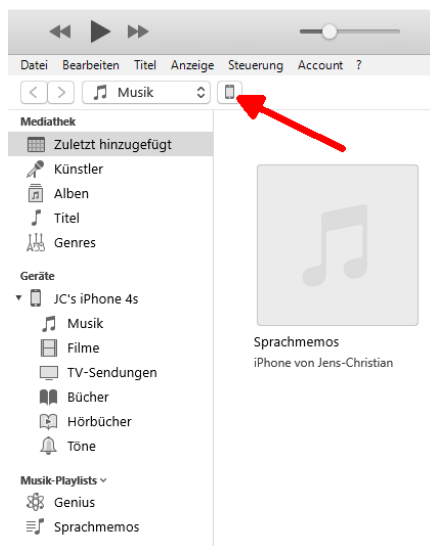 Datei Bearbeiten Titel Anzeige Steuerung Account ?
Musik
Mediathek
Zuletzt hinzugefügt
Künstler
Alben
Titel
Genres
Geräte
JC's iPhone 4s
Musik
Filme
TV-Sendungen
Bücher
Hörbücher
Töne
Musik-Playlists
Genius
Sprachmemos
Sprachmemos
iPhone von Jens-Christian